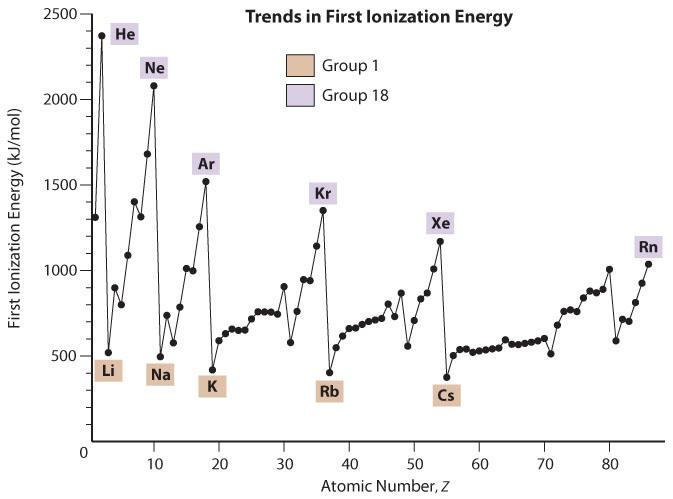 Trends in First Ionization Energy
Group 1
Group 18
First Ionization Energy (kJ/mol)
2500
2000
1500
1000
500
0
He
Ne
Ar
Kr
Xe
Rn
Li
Na
K
Rb
Cs
10 20 30 40 50 60 70 80
Atomic Number, Z